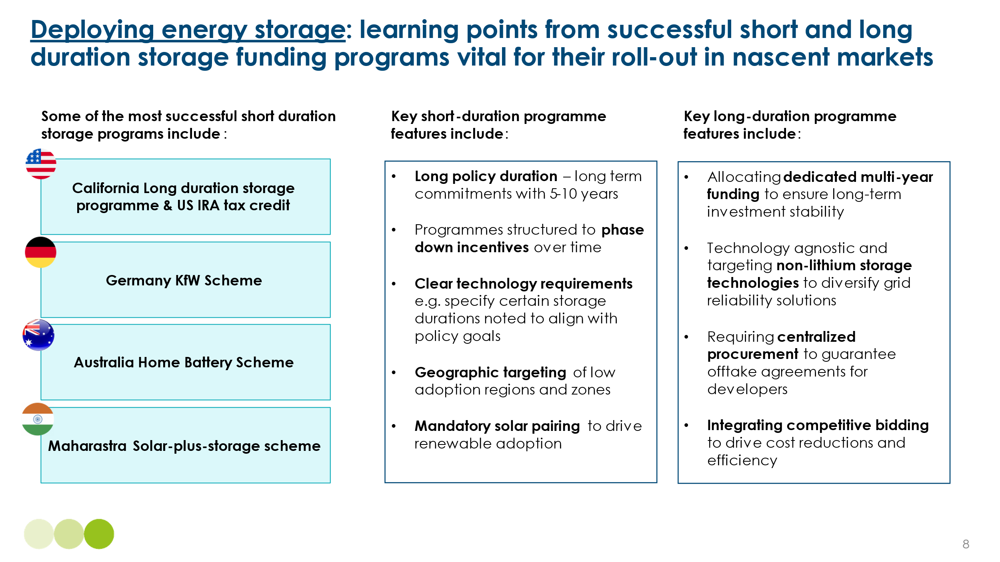 Deploying energy storage: learning points from successful short and long
duration storage funding programs vital for their roll-out in nascent markets
Some of the most successful short duration
storage programs include :
California Long duration storage
programme & US IRA tax credit
Germany KfW Scheme
Australia Home Battery Scheme
Maharastra Solar-plus-storage scheme
Key short-duration programme
features include:
• Long policy duration – long term
commitments with 5-10 years
• Programmes structured to phase
down incentives over time
• Clear technology requirements
e.g. specify certain storage
durations noted to align with
policy goals
• Geographic targeting of low
adoption regions and zones
• Mandatory solar pairing to drive
renewable adoption
Key long-duration programme
features include:
• Allocating dedicated multi-year
funding to ensure long-term
investment stability
• Technology agnostic and
targeting non-lithium storage
technologies to diversify grid
reliability solutions
• Requiring centralized
procurement to guarantee
offtake agreements for
developers
• Integrating competitive bidding
to drive cost reductions and
efficiency
8